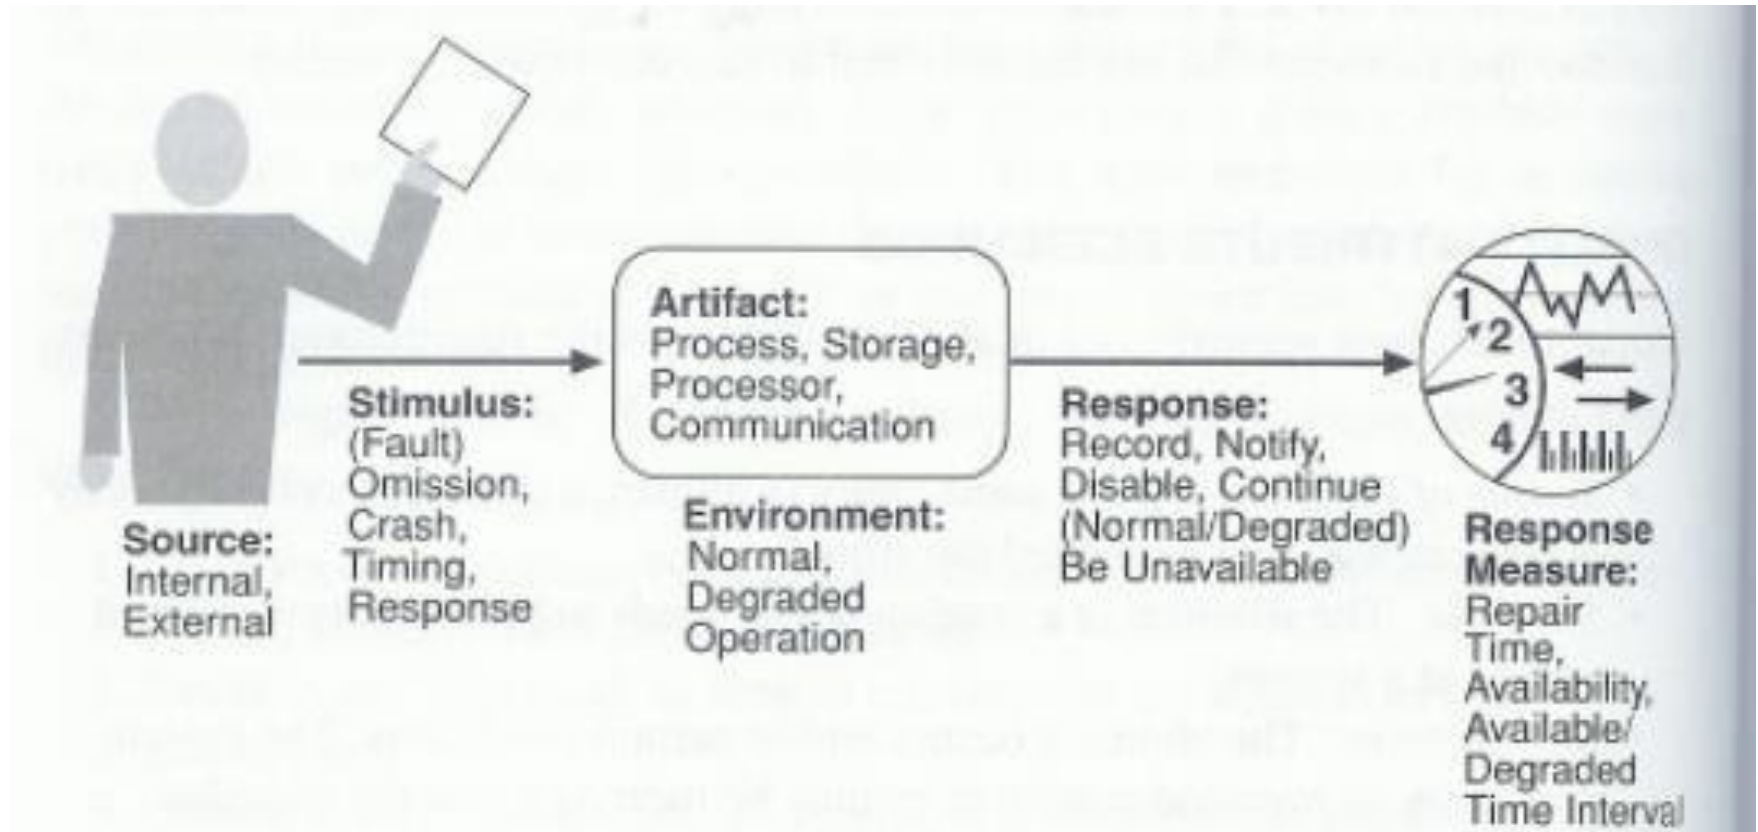 Source:
Internal,
External
Stimulus:
(Fault)
Omission,
Crash,
Timing,
Response
Artifact:
Process, Storage,
Processor,
Communication
Environment:
Normal,
Degraded
Operation
Response:
Record, Notify,
Disable, Continue
(Normal/Degraded)
Be Unavailable
1
2
3
4
Response
Measure:
Repair
Time,
Availability,
Available/
Degraded
Time Interval